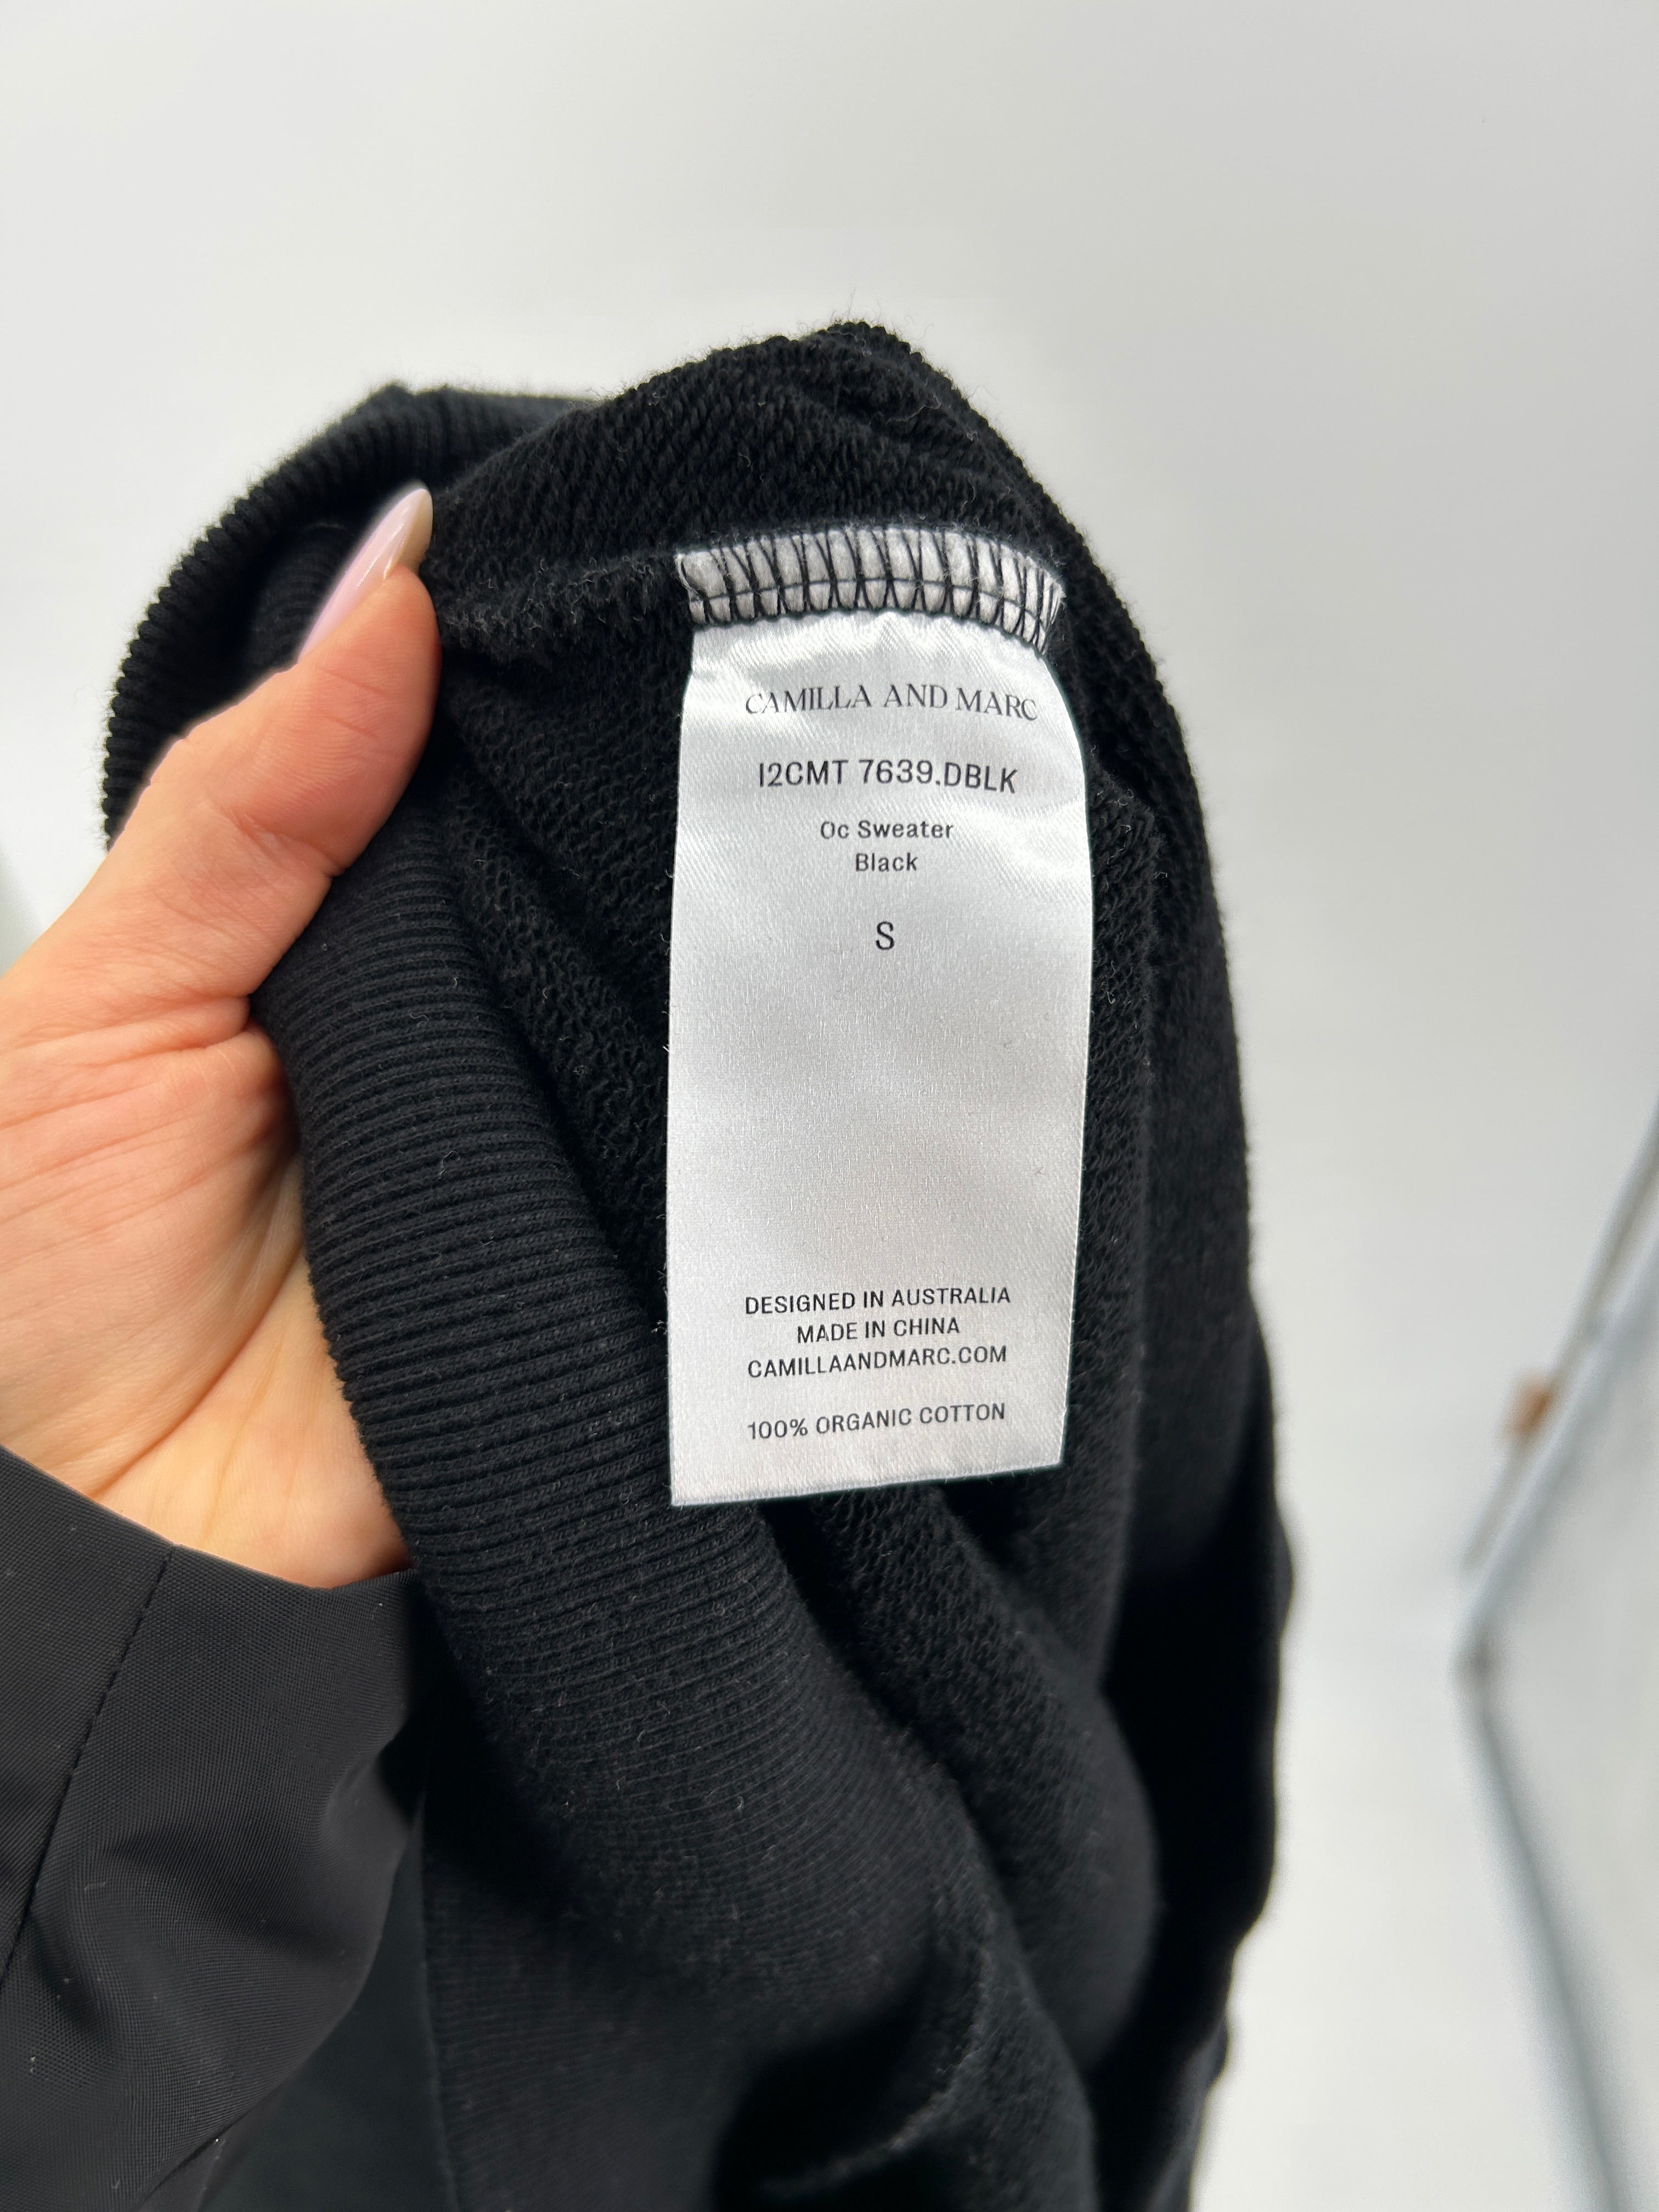 CAMILLA AND MARC
I2CMT 7639.DBLK
Oc Sweater
Black
S
DESIGNED IN AUSTRALIA
MADE IN CHINA
CAMILLAANDMARC.COM
100% ORGANIC COTTON